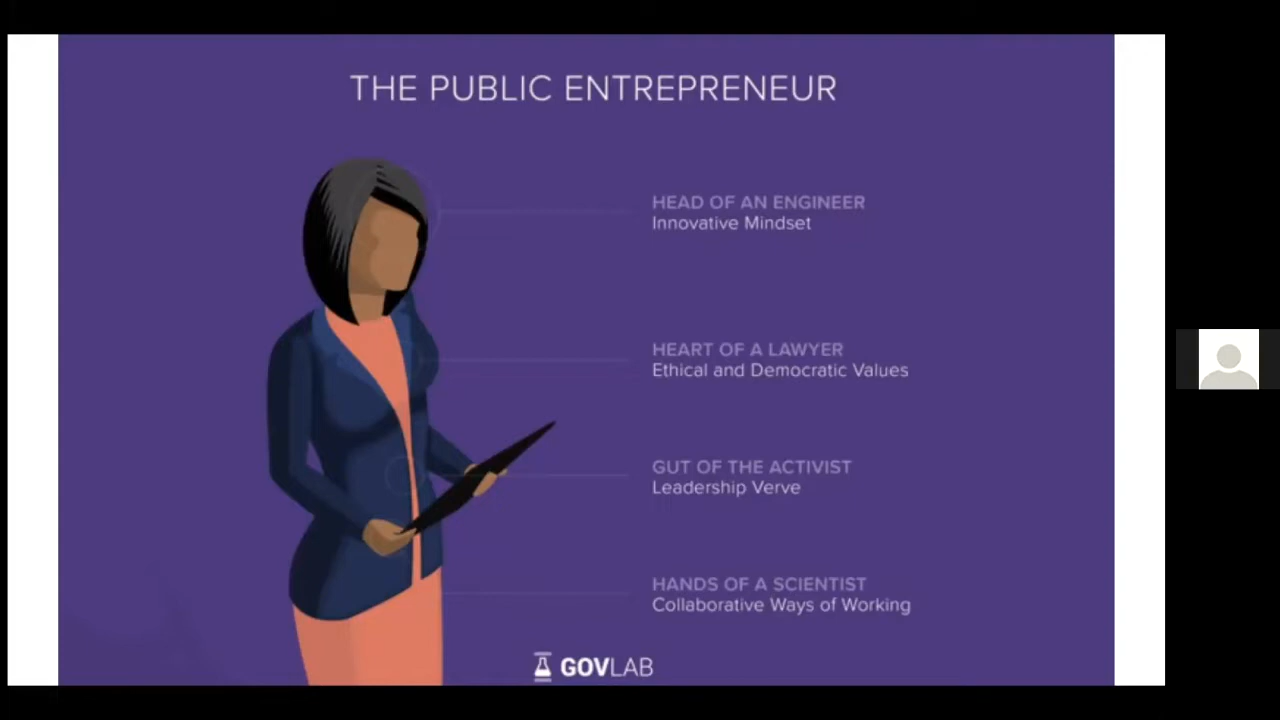 THE PUBLIC ENTREPRENEUR
HEAD OF AN ENGINEER
Innovative Mindset
HEART OF A LAWYER
Ethical and Democratic Values
GUT OF THE ACTIVIST
Leadership Verve
HANDS OF A SCIENTIST
Collaborative Ways of Working
GOVLAB